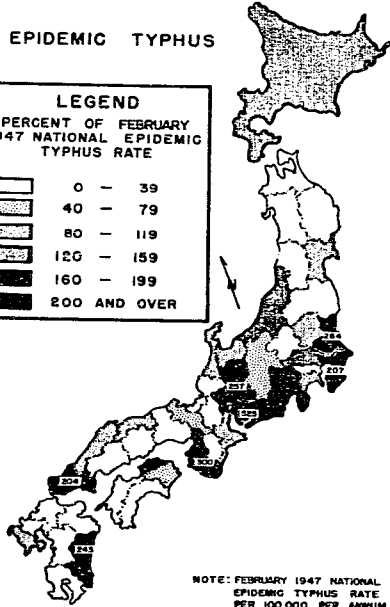 EPIDEMIC TYPHUS
LEGEND
PERCENT OF FEBRUARY
947 NATIONAL EPIDEMIC
TYPHUS RATE
0 — 39
40 — 79
80 — 119
120 — 159
160 — 199
200 AND OVER
264
207
257
525
300
204
243
NOTE: FEBRUARY 1947 NATIONAL
EPIDEMIC TYPHUS RATE
PER 100,000 PER ANNUM